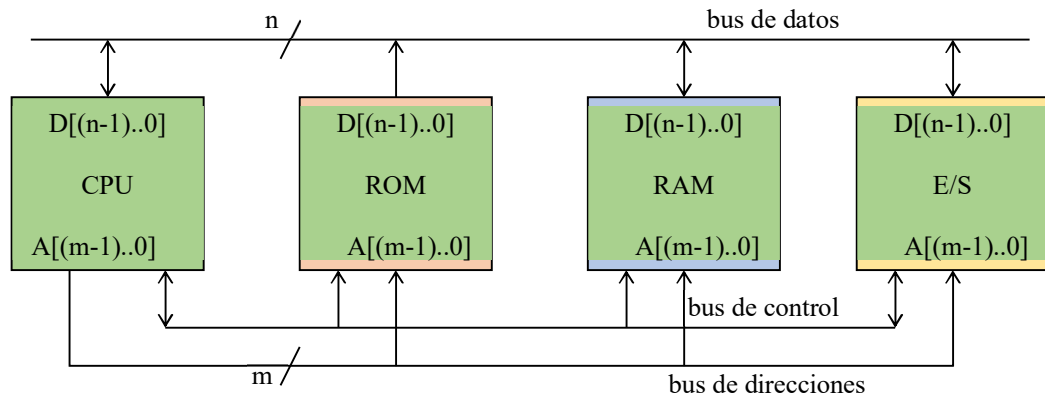 n
bus de datos
D[(n-1)..0]
D[(n-1)..0]
D[(n-1)..0]
D[(n-1)..0]
CPU
ROM
RAM
E/S
A[(m-1)..0]
A[(m-1)..0]
A[(m-1)..0]
A[(m-1)..0]
bus de control
m
bus de direcciones